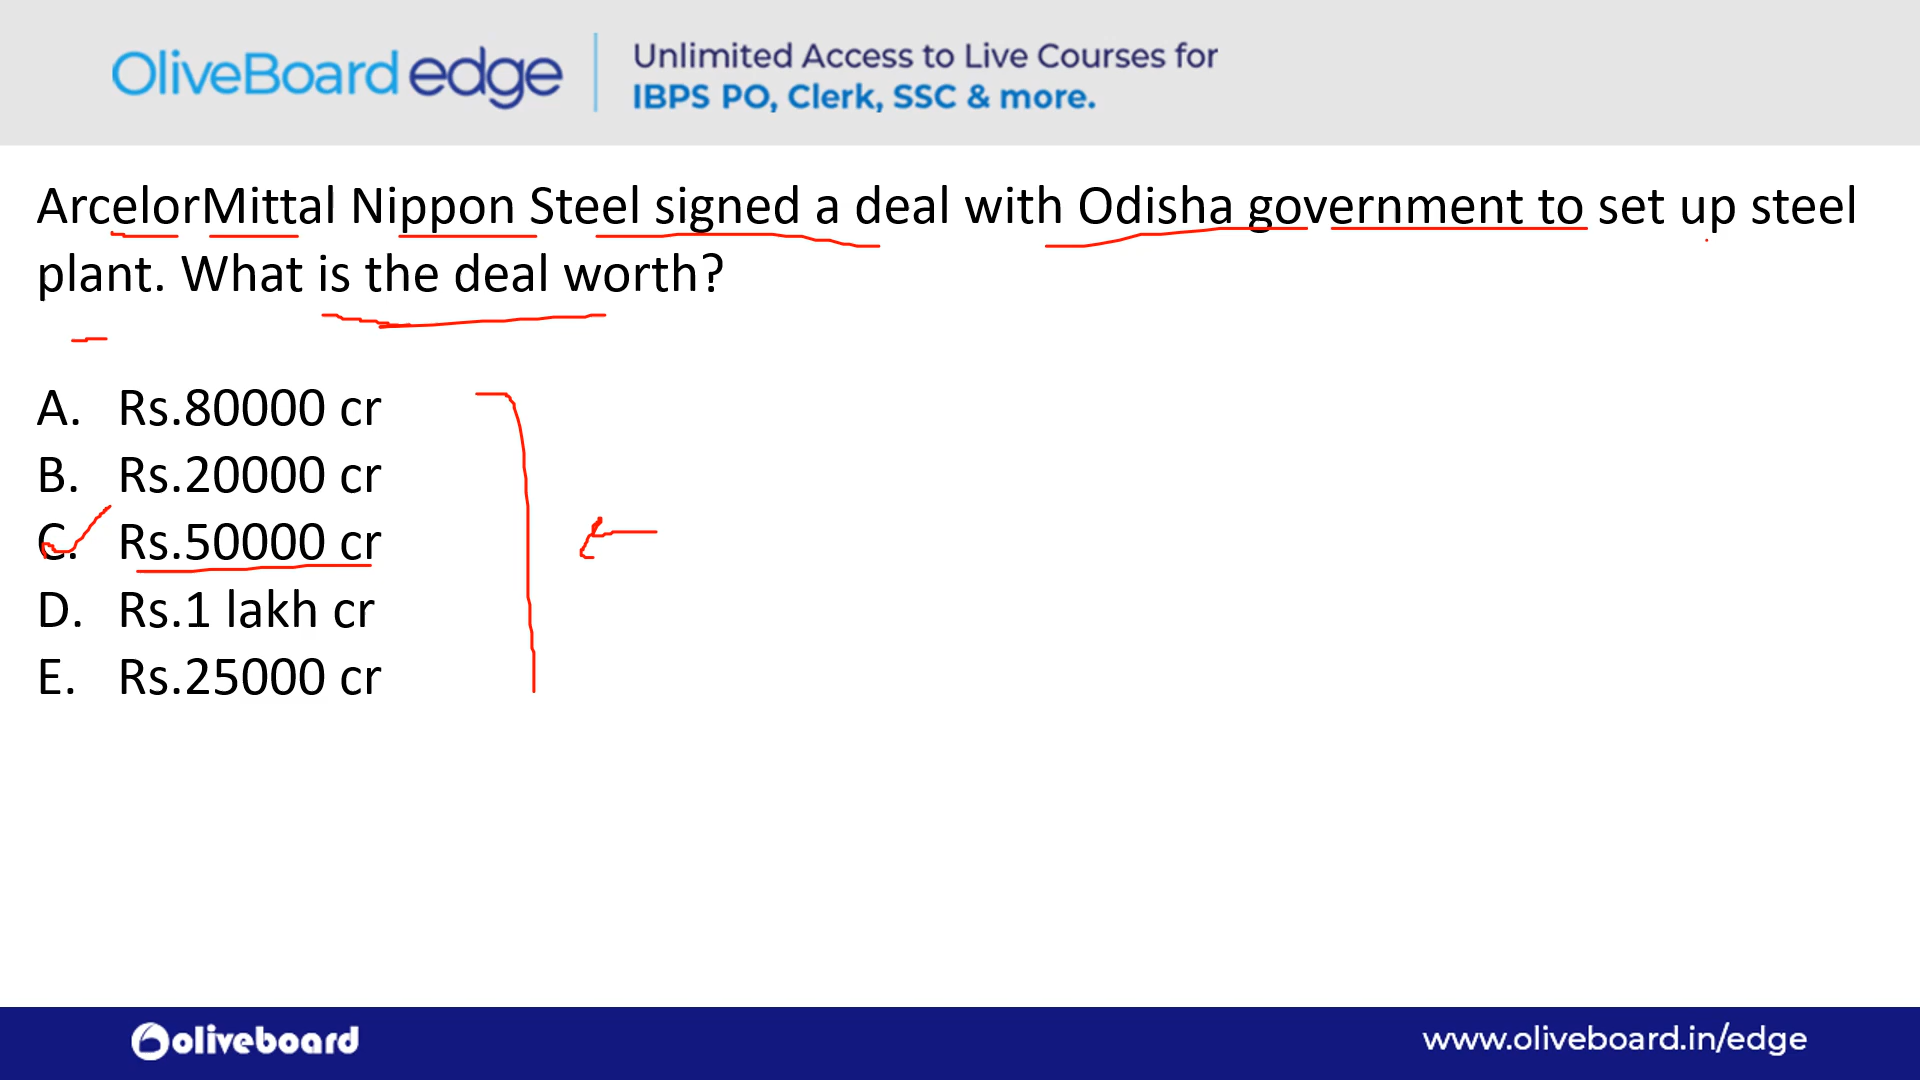 OliveBoard edge
Unlimited Access to Live Courses for
IBPS PO, Clerk, SSC & more.
ArcelorMittal Nippon Steel signed a deal with Odisha government to set up steel
plant. What is the deal worth?
A. Rs.80000 cr
B. Rs.20000 cr
C. Rs.50000 cr
D. Rs.1 lakh cr
E. Rs.25000 cr
oliveboard
www.oliveboard.in/edge